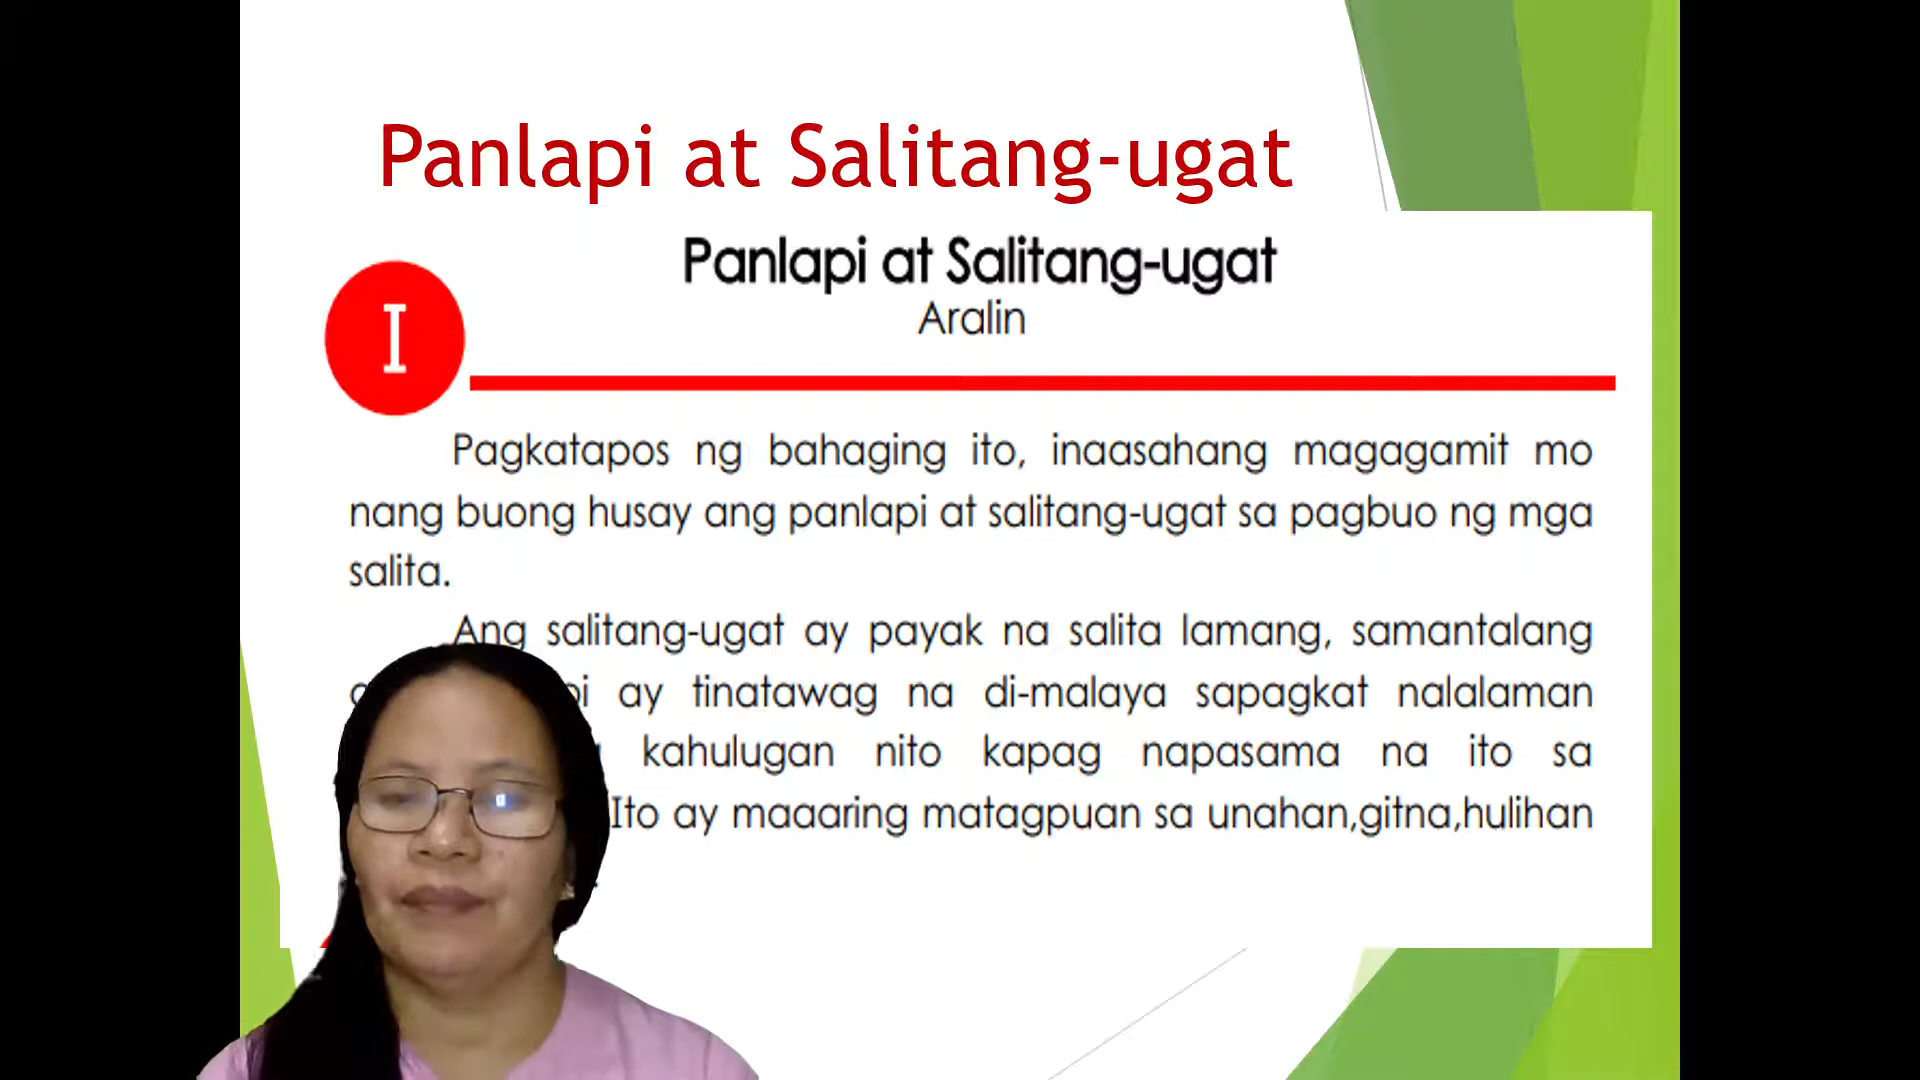 Panlapi at Salitang-ugat
Panlapi at Salitang-ugat
Aralin
I
Pagkatapos ng bahaging ito, inaasahang magagamit mo
nang buong husay ang panlapi at salitang-ugat sa pagbuo ng mga
salita.
Ang salitang-ugat ay payak na salita lamang, samantalang
ay tinatawag na di-malaya sapagkat nalalaman
kahulugan nito kapag napasama na ito sa
Ito ay maaaring matagpuan sa unahan,gitna,hulihan